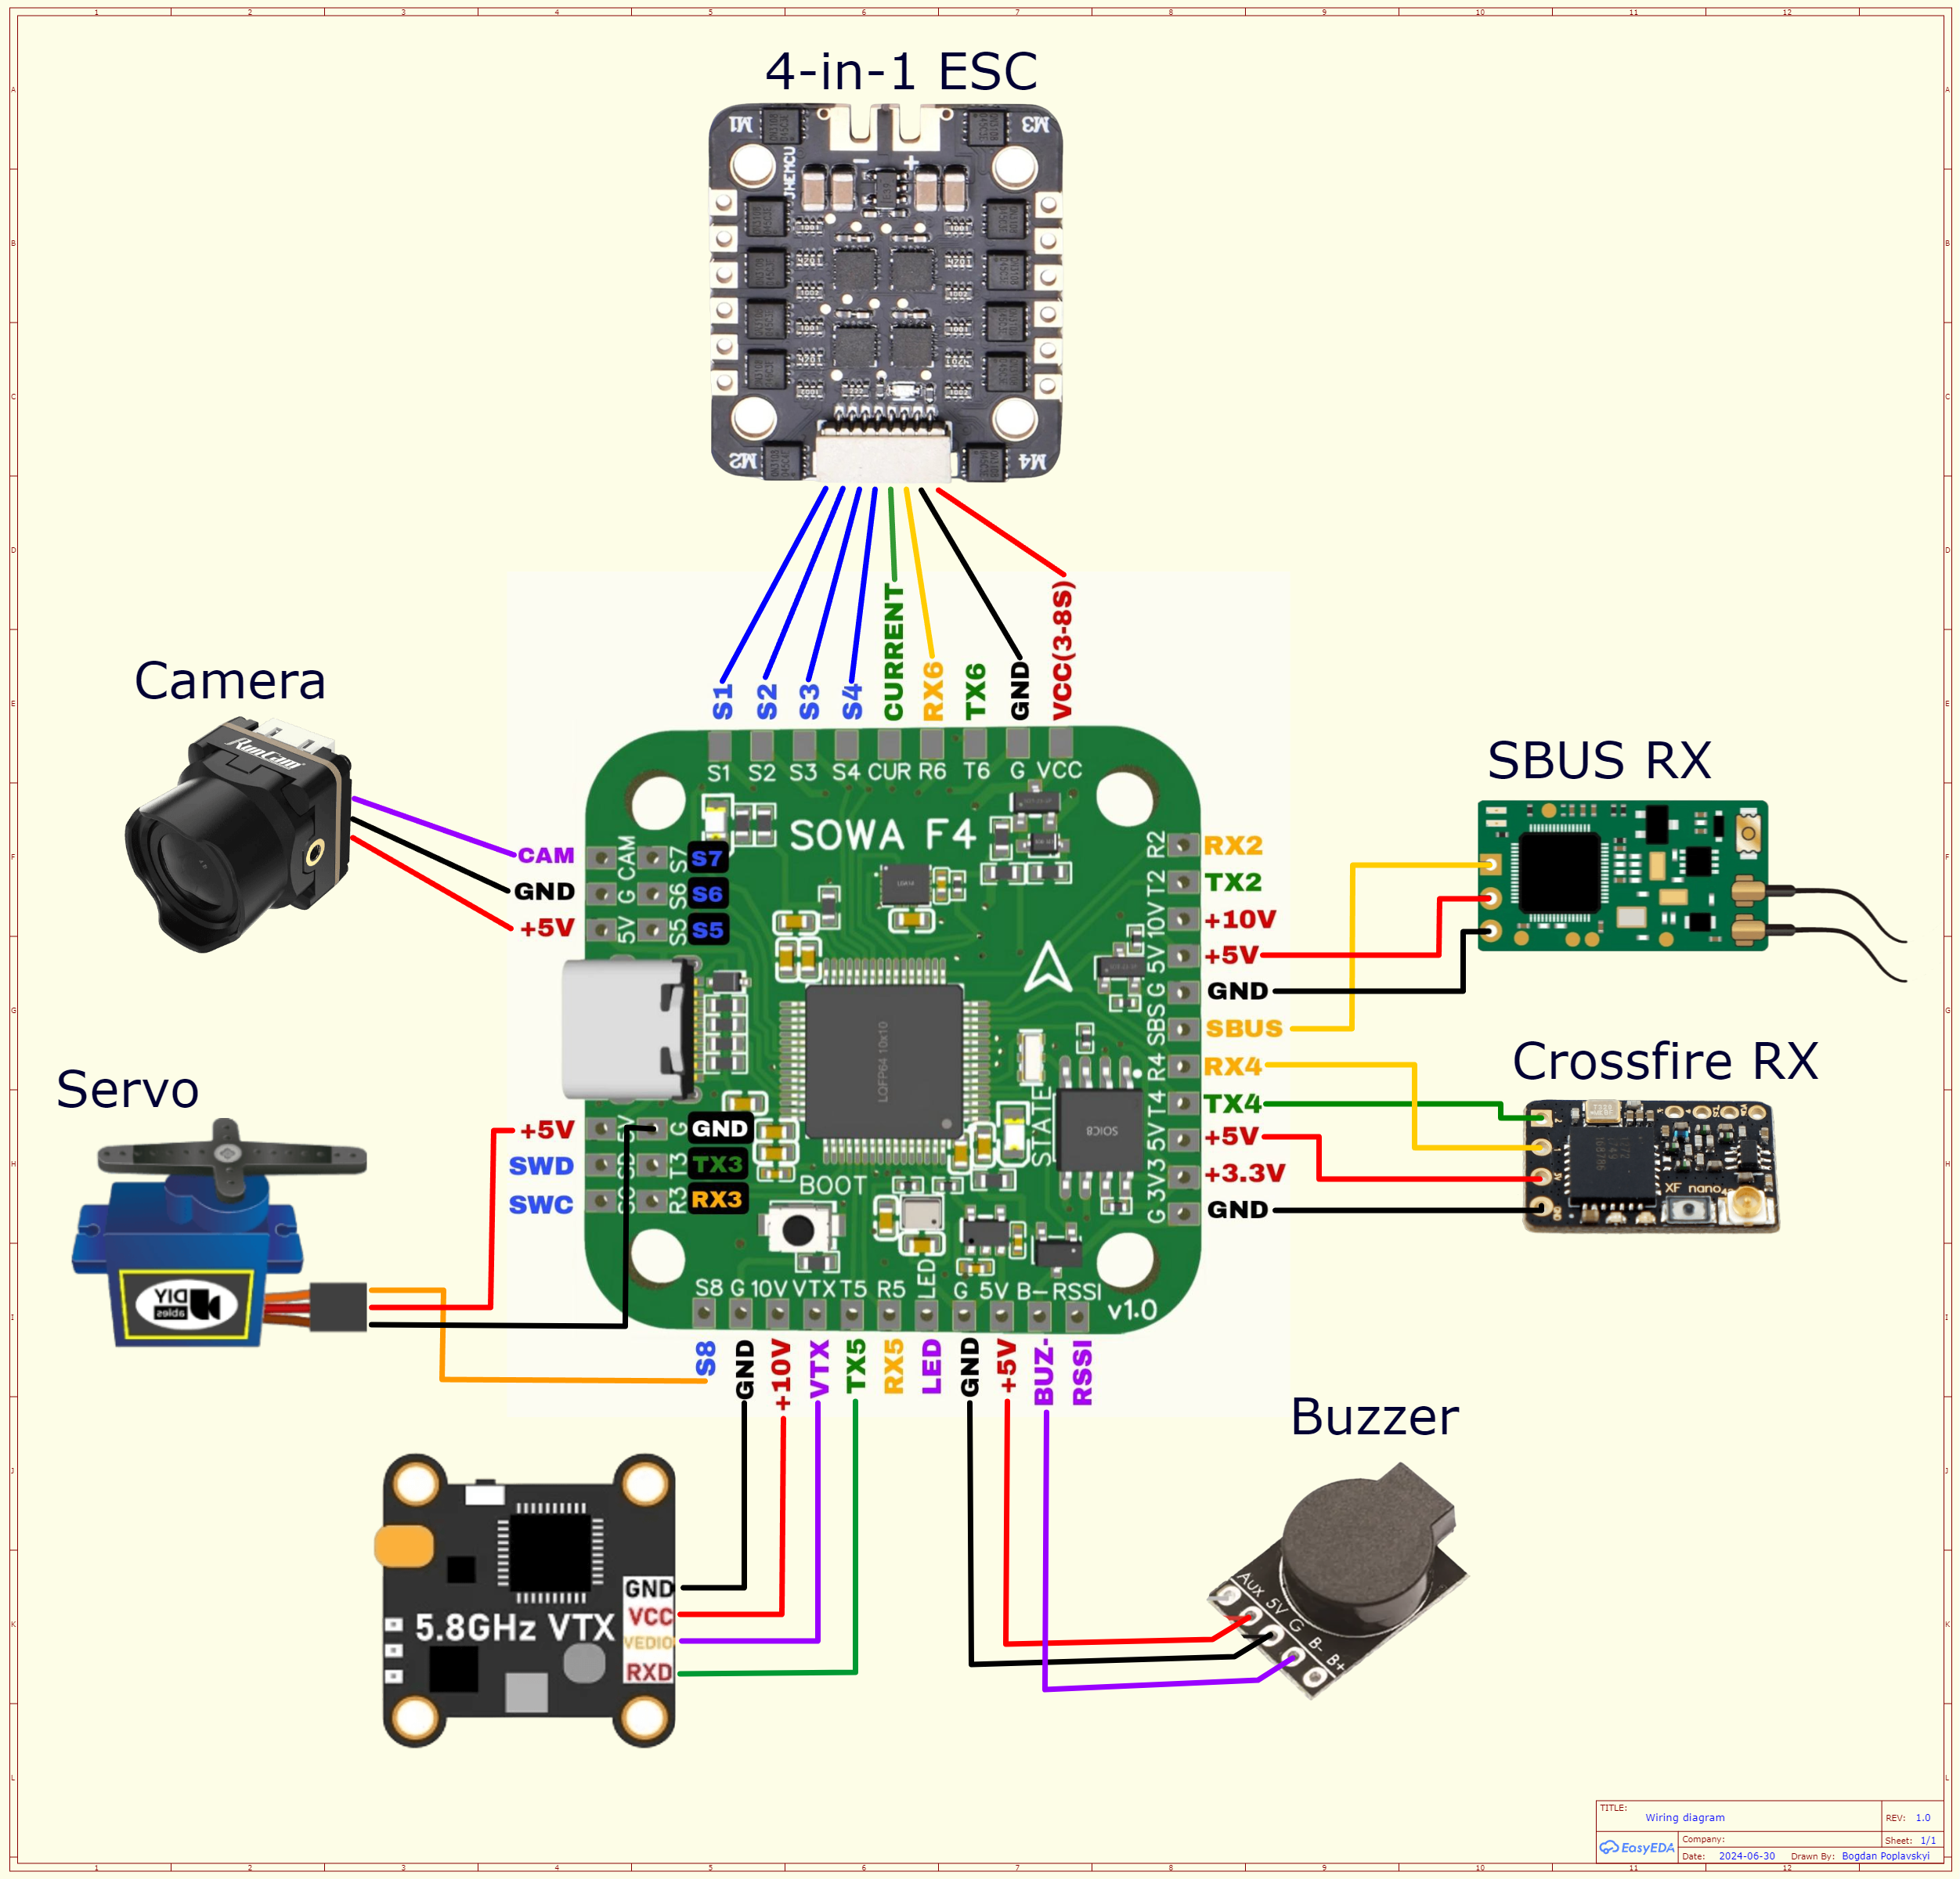 4-in-1 ESC
M1
M3
JHEMCU
- +
M2
M4
S1
S2
S3
S4
CURRENT
RX6
TX6
GND
VCC(3-8S)
Camera
RunCam
CAM
GND
+5V
S1 S2 S3 S4 CUR R6 T6 G VCC
SOWA F4
CAM
G
5V
S7
S6
S5
S7
S6
S5
R2
T2
10V
5V
G
SBS
R4
T4
5V
3V3
G
RX2
TX2
+10V
+5V
GND
SBUS
RX4
TX4
+5V
+3.3V
GND
SBUS RX
Crossfire RX
XF nano
LQFP64 10x10
SOIC8
STATE
BOOT
Servo
DIY
ables
+5V
SWD
SWC
G
T3
R3
GND
TX3
RX3
S8 G 10V VTX T5 R5 LED G 5V B- RSSI
v1.0
S8
GND
+10V
VTX
TX5
RX5
LED
GND
+5V
BUZ-
RSSI
5.8GHz VTX
GND
VCC
VEDIO
RXD
Buzzer
Aux
5V
G
B-
B+
TITLE:
Wiring diagram
REV: 1.0
EasyEDA
Company:
Sheet: 1/1
Date: 2024-06-30 Drawn By: Bogdan Poplavskyi